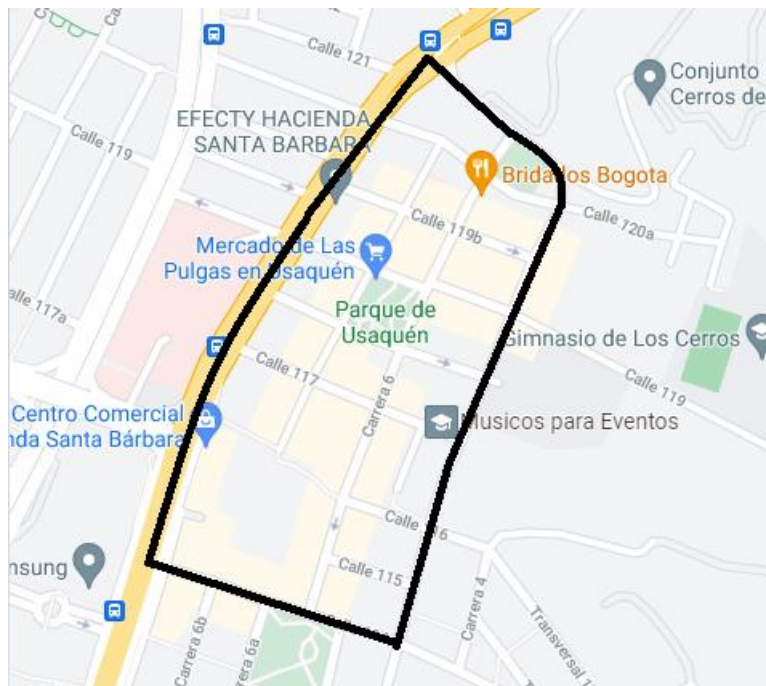 Calle 121
Conjunto
Cerros de
EFECTY HACIENDA
SANTA BARBARA
Calle 119
Bridatlos Bogota
Calle 120a
Calle 119b
Mercado de Las
Pulgas en Usaquén
alle 117a
Parque de
Usaquén
Gimnasio de Los Cerros
Calle 117
Carrera 6
Calle 119
Centro Comercial
nda Santa Bárbara
Musicos para Eventos
Calle 116
Calle 115
nsung
Carrera 4
Transversal 1
Carrera 6b
Carrera 6a